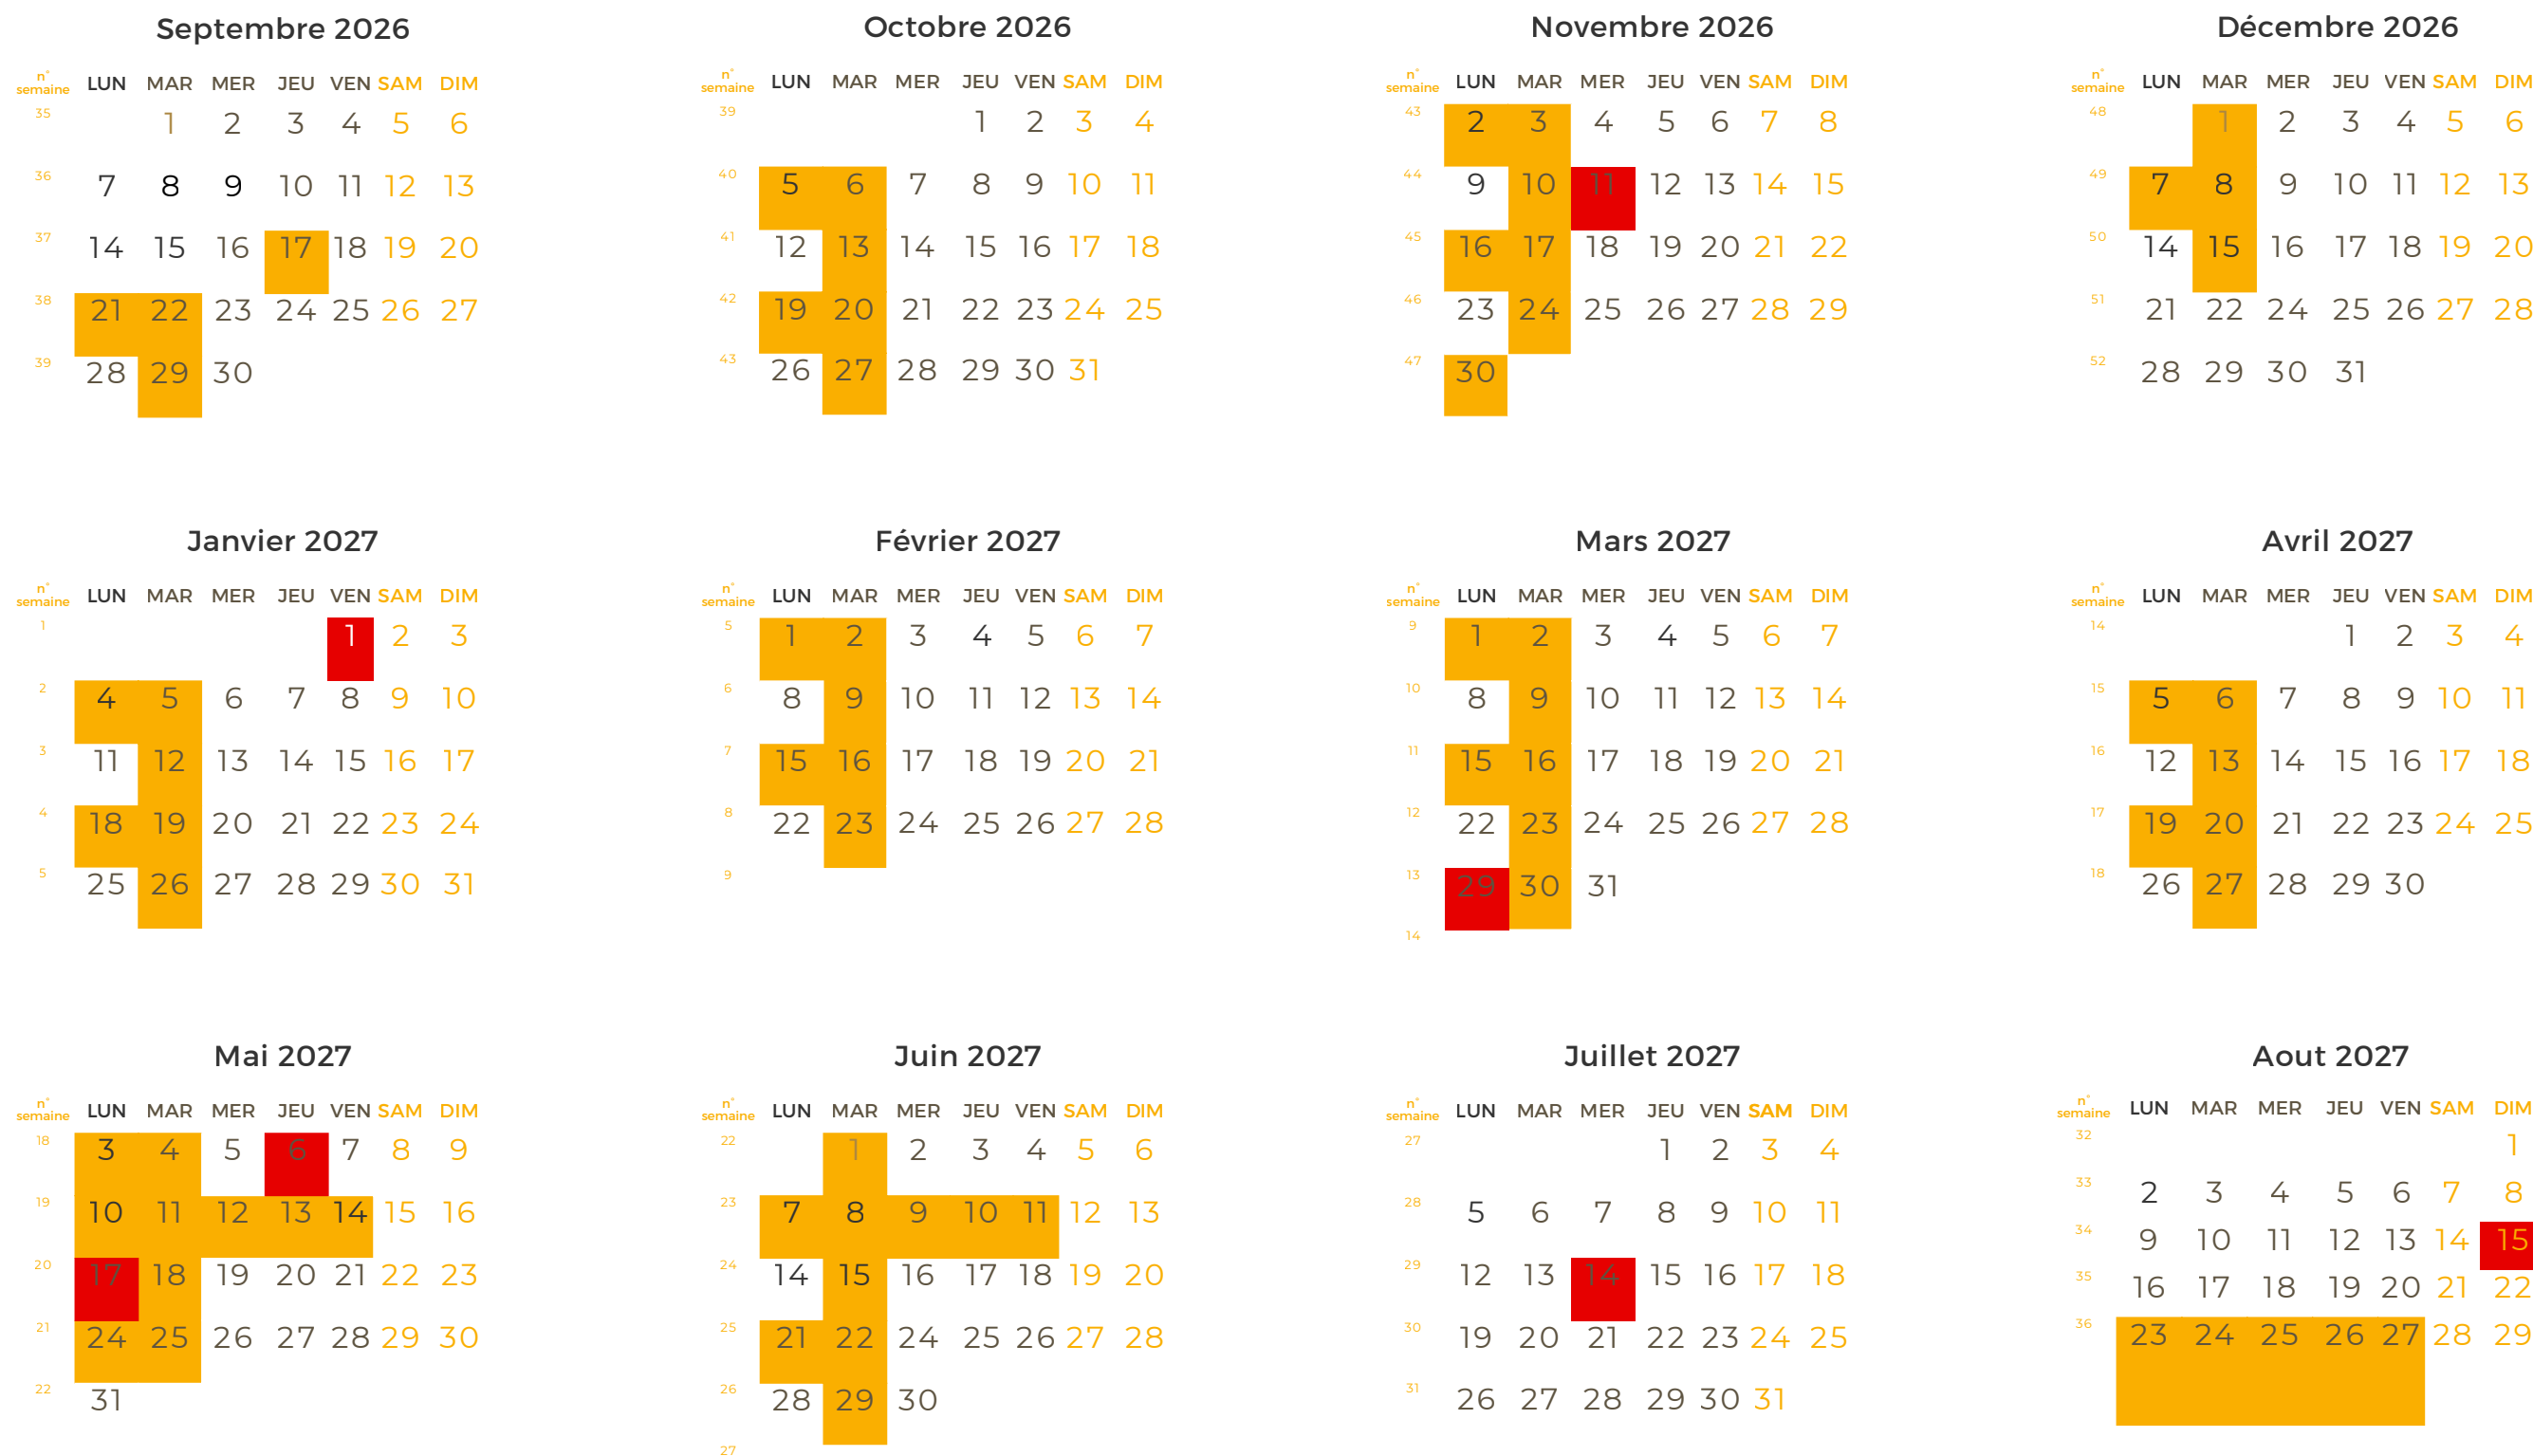 Septembre 2026
n° semaine LUN MAR MER JEU VEN SAM DIM
35 1 2 3 4 5 6
36 7 8 9 10 11 12 13
37 14 15 16 17 18 19 20
38 21 22 23 24 25 26 27
39 28 29 30
Octobre 2026
n° semaine LUN MAR MER JEU VEN SAM DIM
39 1 2 3 4
40 5 6 7 8 9 10 11
41 12 13 14 15 16 17 18
42 19 20 21 22 23 24 25
43 26 27 28 29 30 31
Novembre 2026
n° semaine LUN MAR MER JEU VEN SAM DIM
43 2 3 4 5 6 7 8
44 9 10 11 12 13 14 15
45 16 17 18 19 20 21 22
46 23 24 25 26 27 28 29
47 30
Décembre 2026
n° semaine LUN MAR MER JEU VEN SAM DIM
48 1 2 3 4 5 6
49 7 8 9 10 11 12 13
50 14 15 16 17 18 19 20
51 21 22 24 25 26 27 28
52 28 29 30 31
Janvier 2027
n° semaine LUN MAR MER JEU VEN SAM DIM
1 1 2 3
2 4 5 6 7 8 9 10
3 11 12 13 14 15 16 17
4 18 19 20 21 22 23 24
5 25 26 27 28 29 30 31
Février 2027
n° semaine LUN MAR MER JEU VEN SAM DIM
5 1 2 3 4 5 6 7
6 8 9 10 11 12 13 14
7 15 16 17 18 19 20 21
8 22 23 24 25 26 27 28
9
Mars 2027
n° semaine LUN MAR MER JEU VEN SAM DIM
9 1 2 3 4 5 6 7
10 8 9 10 11 12 13 14
11 15 16 17 18 19 20 21
12 22 23 24 25 26 27 28
13 29 30 31
14
Avril 2027
n° semaine LUN MAR MER JEU VEN SAM DIM
14 1 2 3 4
15 5 6 7 8 9 10 11
16 12 13 14 15 16 17 18
17 19 20 21 22 23 24 25
18 26 27 28 29 30
Mai 2027
n° semaine LUN MAR MER JEU VEN SAM DIM
18 3 4 5 6 7 8 9
19 10 11 12 13 14 15 16
20 17 18 19 20 21 22 23
21 24 25 26 27 28 29 30
22 31
Juin 2027
n° semaine LUN MAR MER JEU VEN SAM DIM
22 1 2 3 4 5 6
23 7 8 9 10 11 12 13
24 14 15 16 17 18 19 20
25 21 22 24 25 26 27 28
26 28 29 30
27
Juillet 2027
n° semaine LUN MAR MER JEU VEN SAM DIM
27 1 2 3 4
28 5 6 7 8 9 10 11
29 12 13 14 15 16 17 18
30 19 20 21 22 23 24 25
31 26 27 28 29 30 31
Aout 2027
n° semaine LUN MAR MER JEU VEN SAM DIM
32 1
33 2 3 4 5 6 7 8
34 9 10 11 12 13 14 15
35 16 17 18 19 20 21 22
36 23 24 25 26 27 28 29